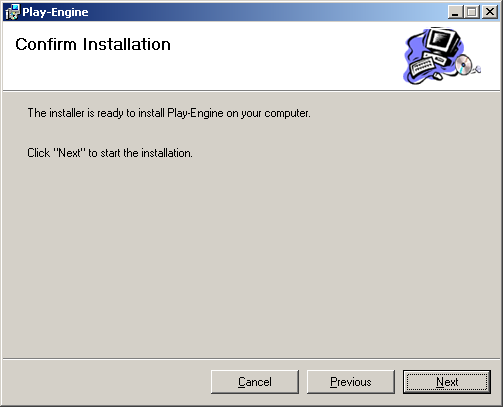 Play-Engine
Confirm Installation
The installer is ready to install Play-Engine on your computer.
Click "Next" to start the installation.
Cancel
Previous
Next